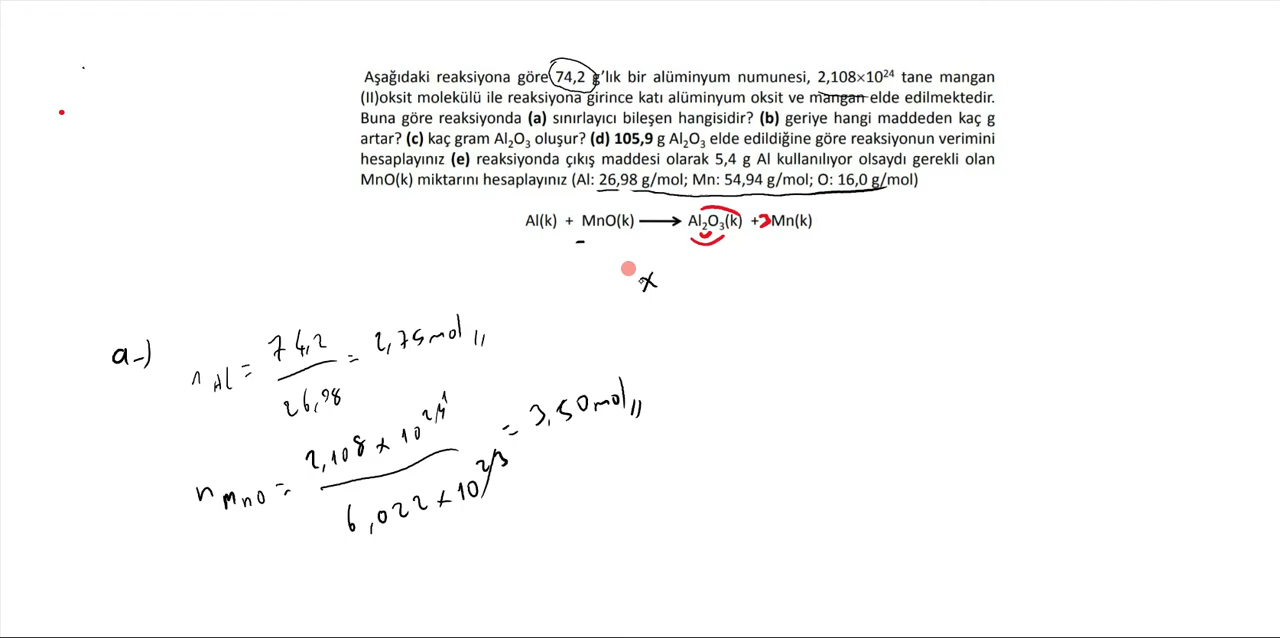 Aşağıdaki reaksiyona göre 74,2 g'lık bir alüminyum numunesi, 2,108×10²⁴ tane mangan
(II)oksit molekülü ile reaksiyona girince katı alüminyum oksit ve mangan elde edilmektedir.
Buna göre reaksiyonda (a) sınırlayıcı bileşen hangisidir? (b) geriye hangi maddeden kaç g
artar? (c) kaç gram Al₂O₃ oluşur? (d) 105,9 g Al₂O₃ elde edildiğine göre reaksiyonun verimini
hesaplayınız (e) reaksiyonda çıkış maddesi olarak 5,4 g Al kullanılıyor olsaydı gerekli olan
MnO(k) miktarını hesaplayınız (Al: 26,98 g/mol; Mn: 54,94 g/mol; O: 16,0 g/mol)
Al(k) + MnO(k) ⟶ Al₂O₃(k) + 3Mn(k)
x
a-) nAl = 74,2 / 26,98 = 2,75 mol //
nMnO = 2,108 x 10²⁴ / 6,022 x 10²³ = 3,50 mol //